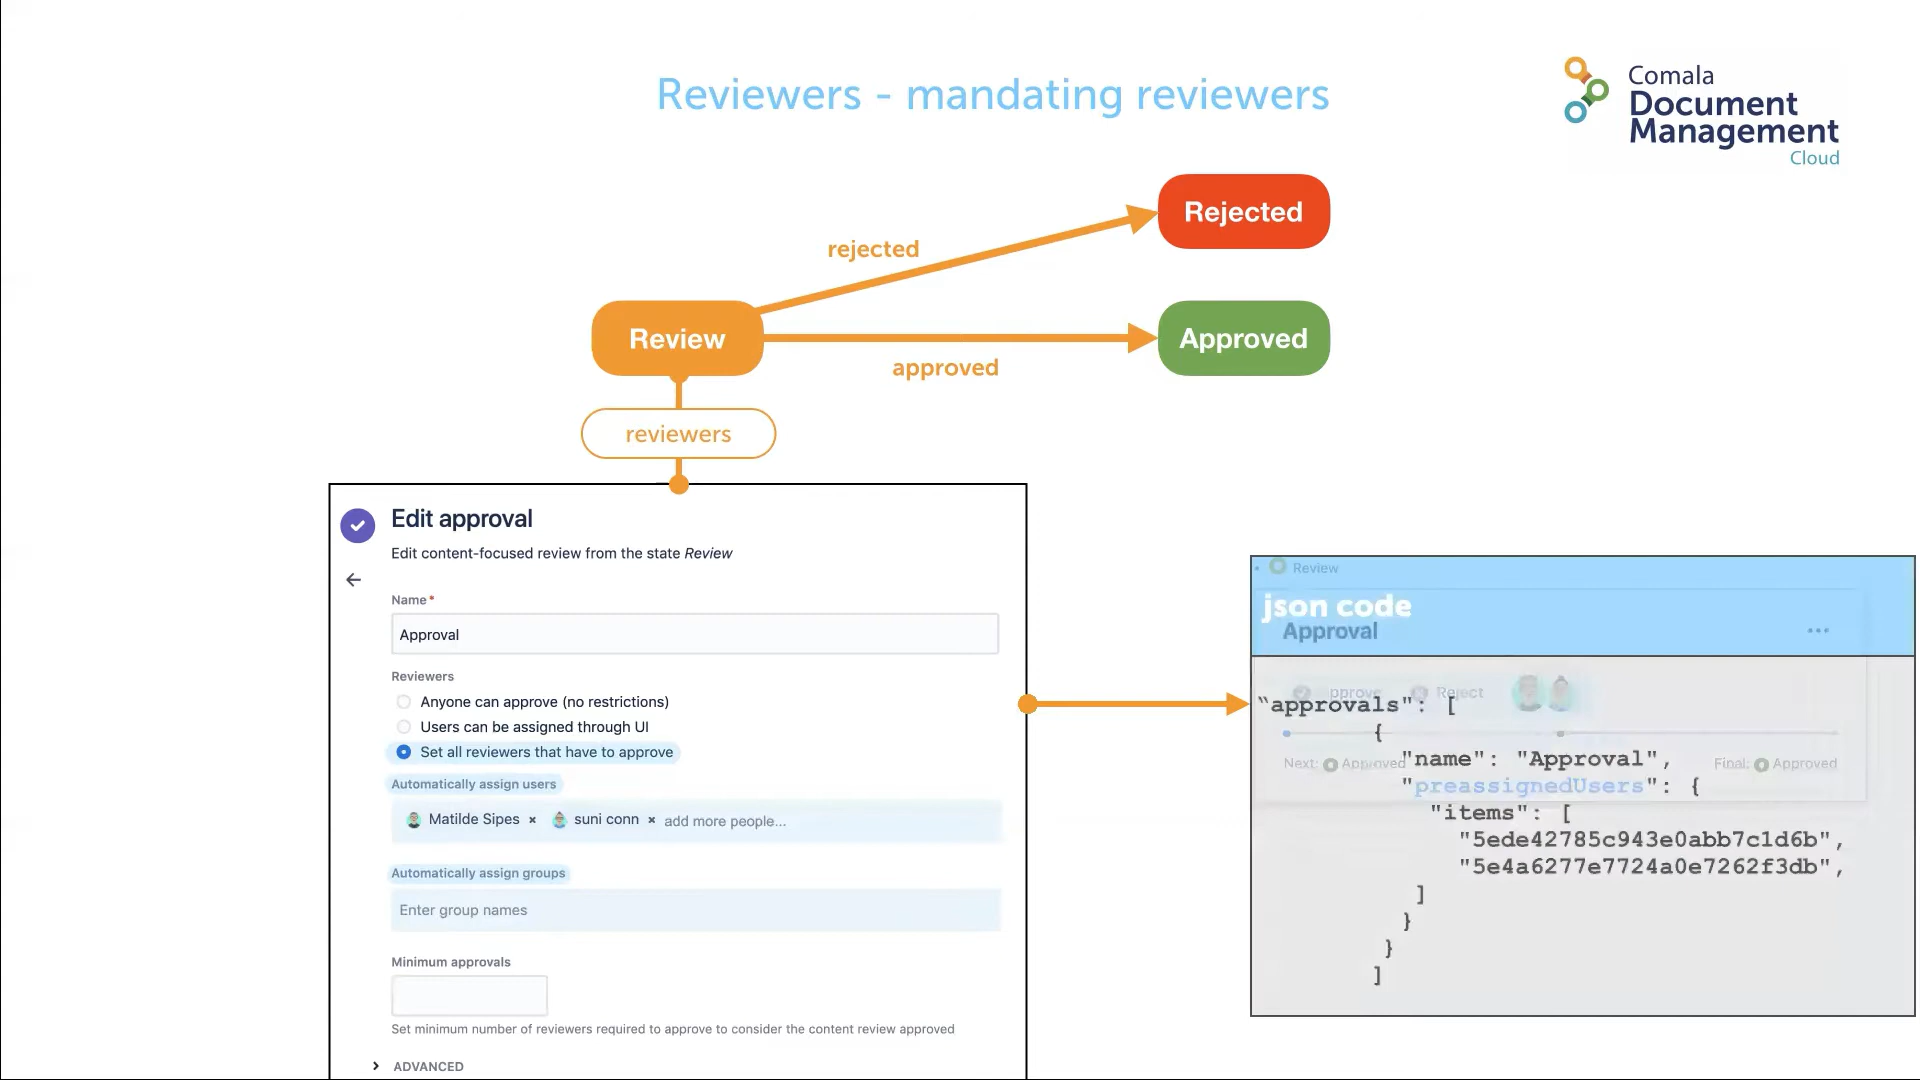 Reviewers - mandating reviewers
Comala
Document
Management
Cloud
Rejected
rejected
Review
Approved
approved
reviewers
Edit approval
Edit content-focused review from the state Review
Name*
Approval
Reviewers
Anyone can approve (no restrictions)
Users can be assigned through UI
Set all reviewers that have to approve
Automatically assign users
Matilde Sipes × suni conn × add more people...
Automatically assign groups
Enter group names
Minimum approvals
Set minimum number of reviewers required to approve to consider the content review approved
ADVANCED
Review
json code
Approval
Reject
“approvals": [
{
"name": "Approval",
Next: Approved
Final: Approved
"preassignedUsers": {
"items": [
"5ede42785c943e0abb7c1d6b",
"5e4a6277e7724a0e7262f3db",
]
}
}
]